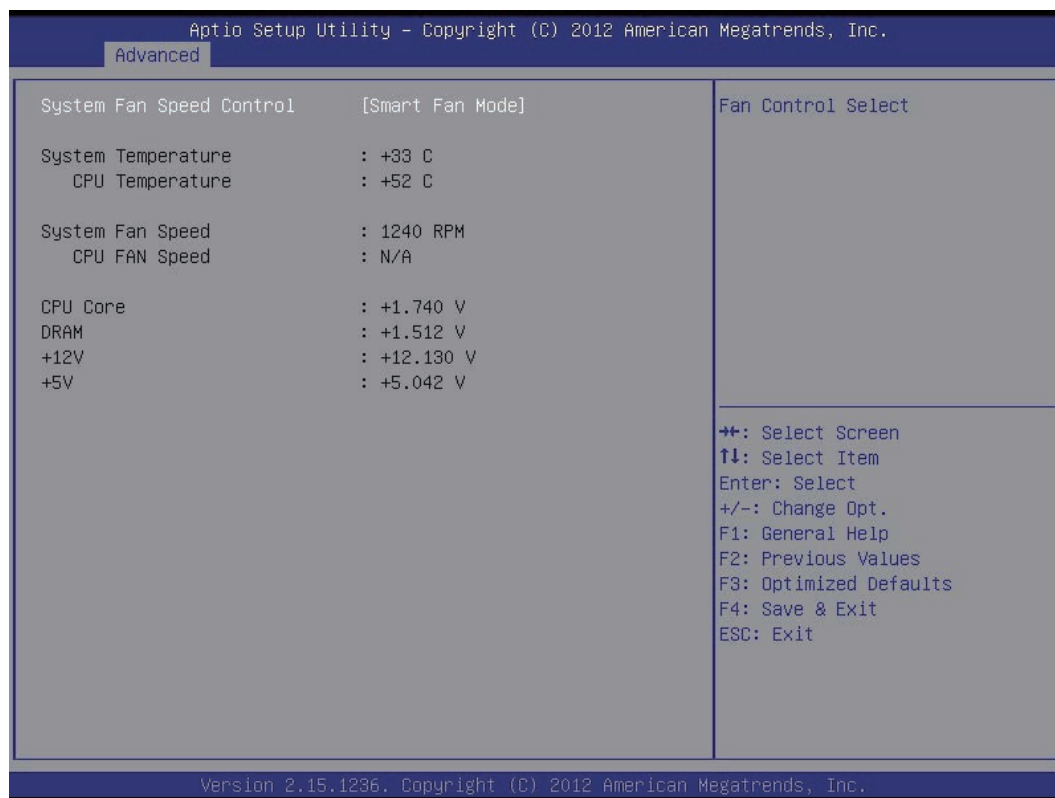 Aptio Setup Utility – Copyright (C) 2012 American Megatrends, Inc.
Advanced
System Fan Speed Control [Smart Fan Mode]
System Temperature : +33 C
CPU Temperature : +52 C
System Fan Speed : 1240 RPM
CPU FAN Speed : N/A
CPU Core : +1.740 V
DRAM : +1.512 V
+12V : +12.130 V
+5V : +5.042 V
Fan Control Select
→←: Select Screen
↑↓: Select Item
Enter: Select
+/-: Change Opt.
F1: General Help
F2: Previous Values
F3: Optimized Defaults
F4: Save & Exit
ESC: Exit
Version 2.15.1236. Copyright (C) 2012 American Megatrends, Inc.